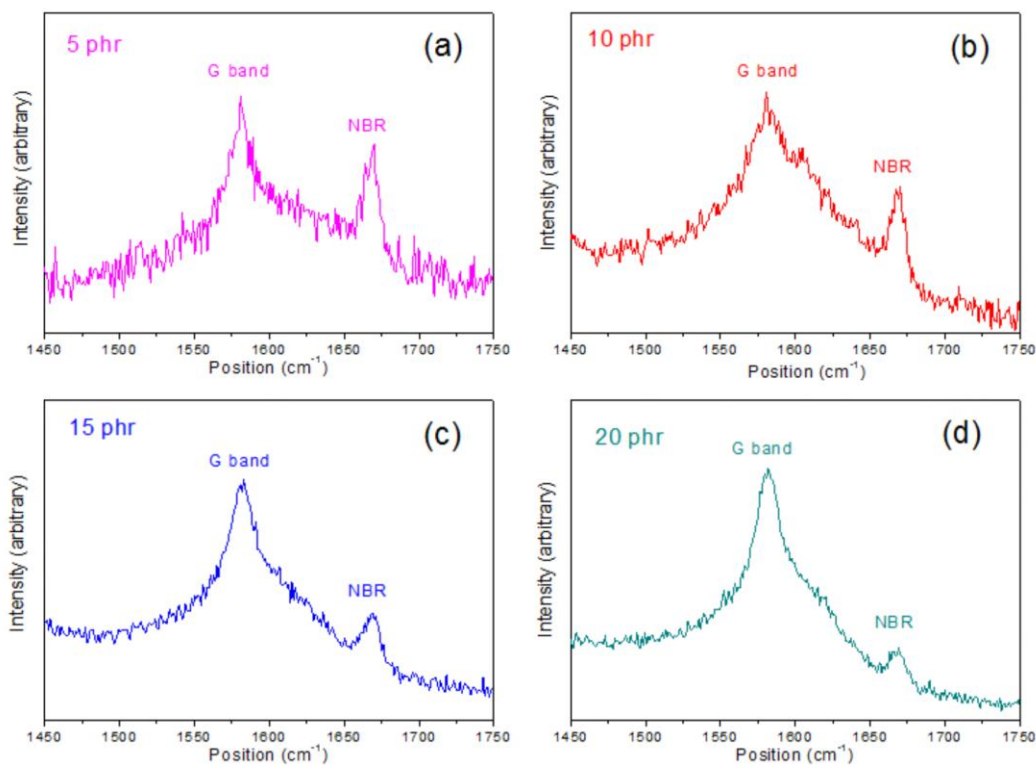 5 phr
(a)
G band
NBR
Intensity (arbitrary)
1450 1500 1550 1600 1650 1700 1750
Position (cm⁻¹)
10 phr
(b)
G band
NBR
Intensity (arbitrary)
1450 1500 1550 1600 1650 1700 1750
Position (cm⁻¹)
15 phr
(c)
G band
NBR
Intensity (arbitrary)
1450 1500 1550 1600 1650 1700 1750
Position (cm⁻¹)
20 phr
(d)
G band
NBR
Intensity (arbitrary)
1450 1500 1550 1600 1650 1700 1750
Position (cm⁻¹)